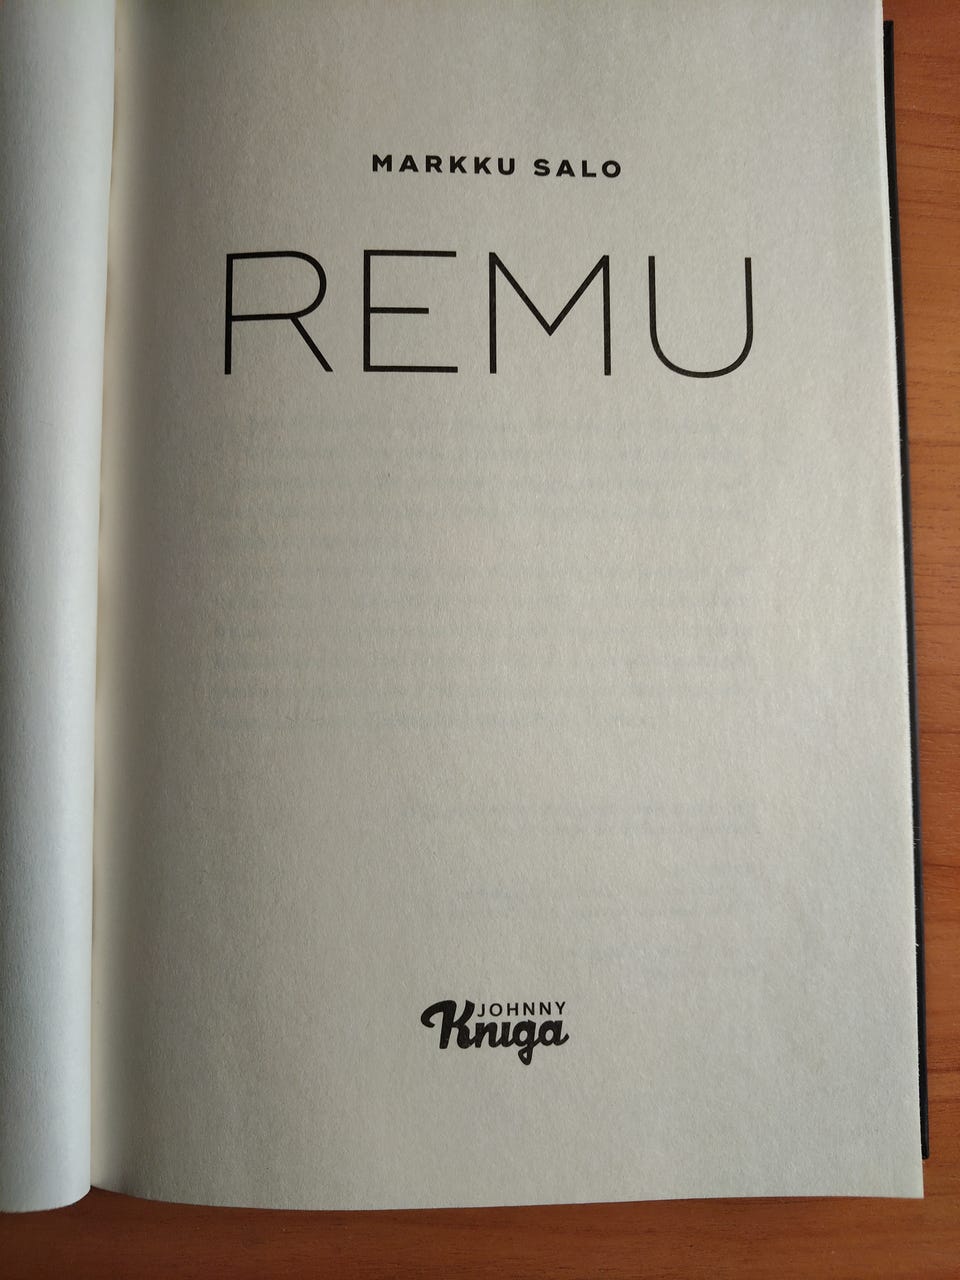 MARKKU SALO
REMU
JOHNNY
Kniga